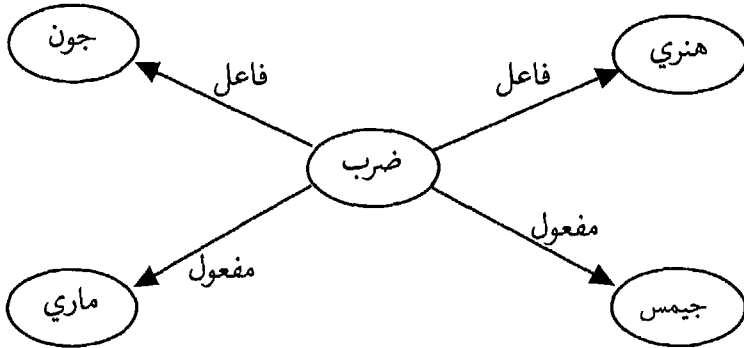 هنري
جون
فاعل
فاعل
ضرب
مفعول
مفعول
جيمس
ماري